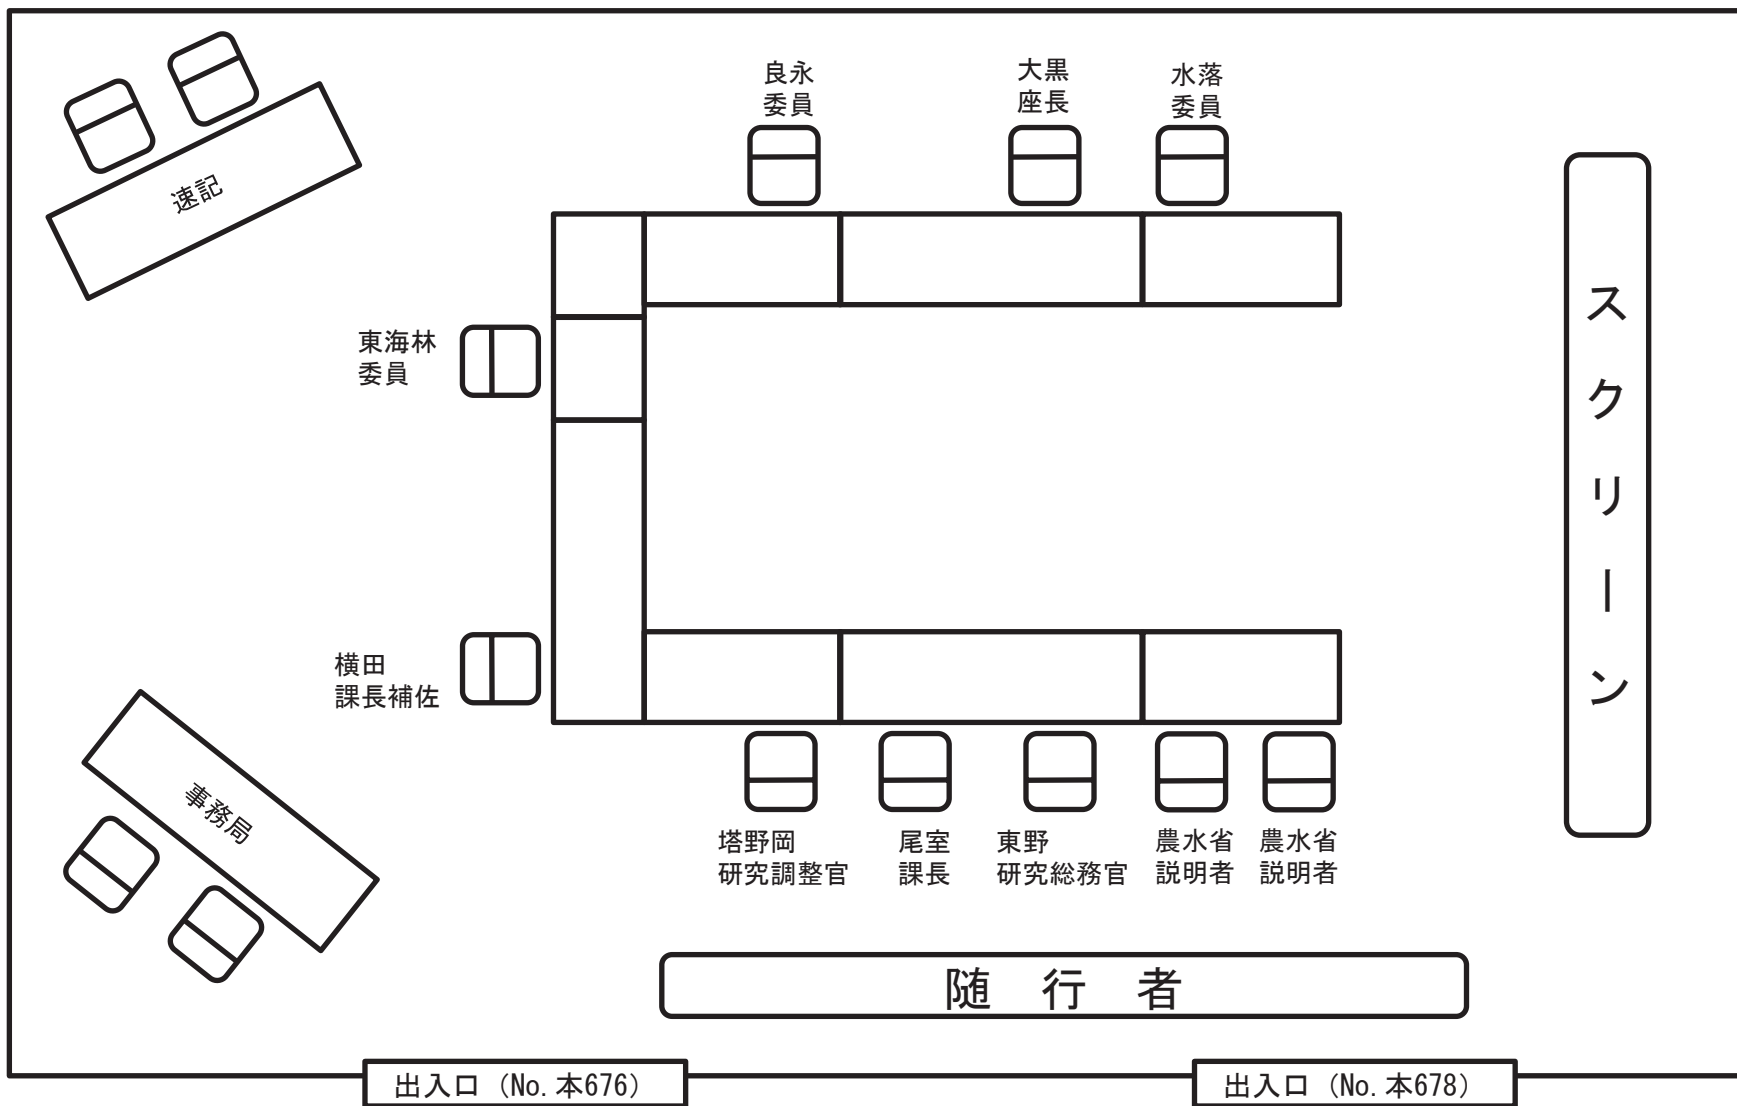 良永
委員
大黒
座長
水落
委員
速記
東海林
委員
スクリーン
横田
課長補佐
事務局
塔野岡
研究調整官
尾室
課長
東野
研究総務官
農水省
説明者
農水省
説明者
随行者
出入口（No.本676）
出入口（No.本678）